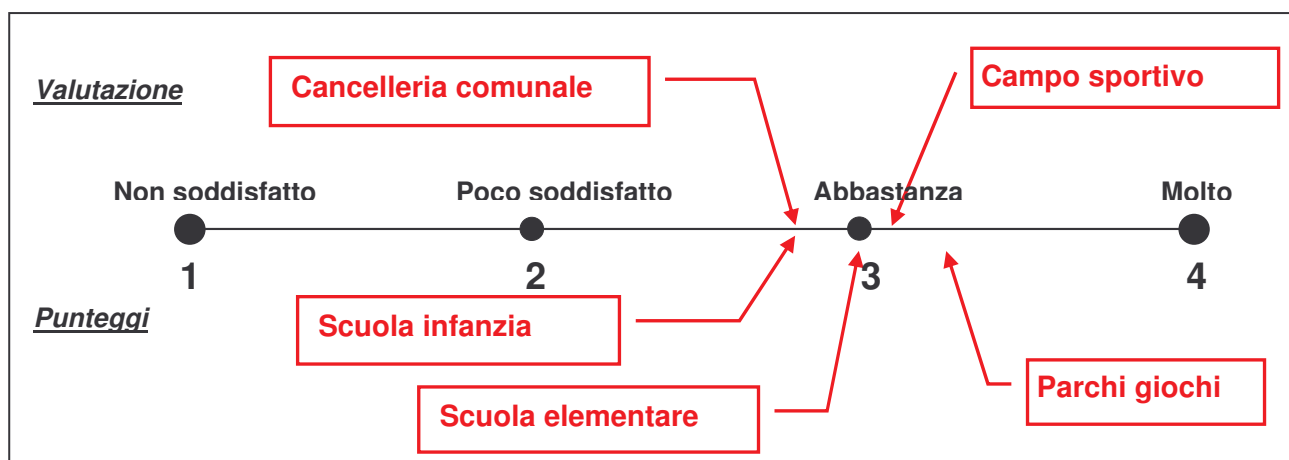 Cancelleria comunale
Campo sportivo
Valutazione
Non soddisfatto Poco soddisfatto Abbastanza Molto
1 2 3 4
Punteggi
Scuola infanzia
Parchi giochi
Scuola elementare